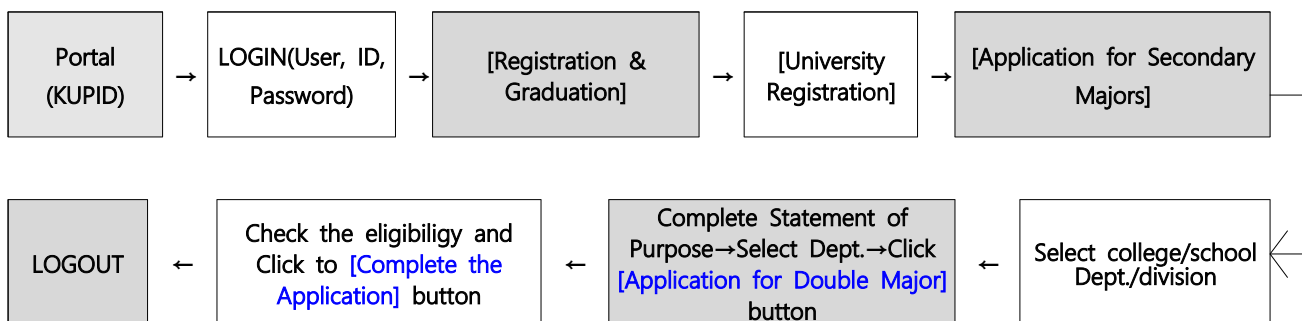 Portal
(KUPID)
→
LOGIN(User, ID,
Password)
→
[Registration &
Graduation]
→
[University
Registration]
→
[Application for Secondary
Majors]
Select college/school
Dept./division
←
Complete Statement of
Purpose→Select Dept.→Click
[Application for Double Major]
button
←
Check the eligibiligy and
Click to [Complete the
Application] button
←
LOGOUT